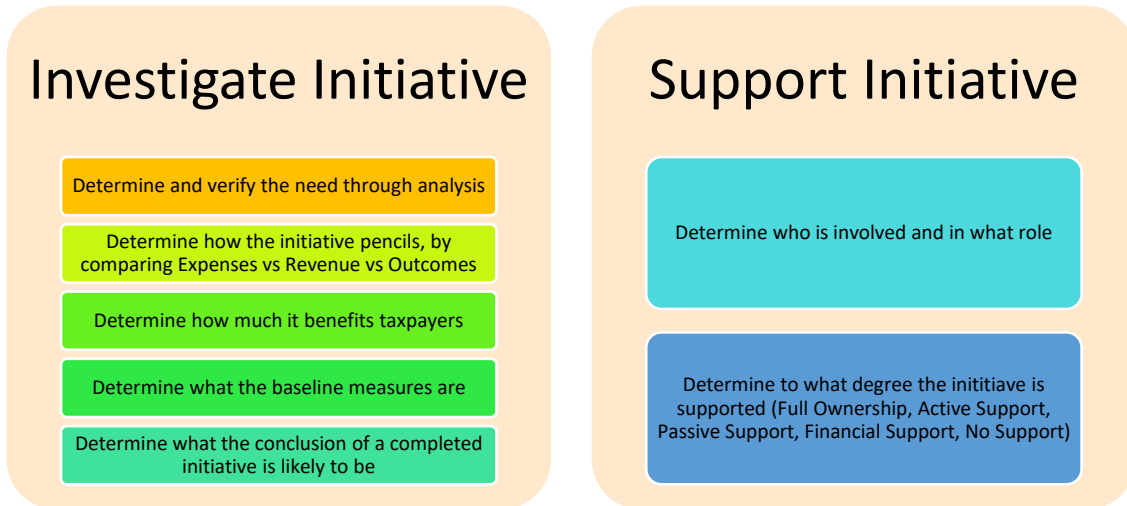 Investigate Initiative
Determine and verify the need through analysis
Determine how the initiative pencils, by
comparing Expenses vs Revenue vs Outcomes
Determine how much it benefits taxpayers
Determine what the baseline measures are
Determine what the conclusion of a completed
initiative is likely to be
Support Initiative
Determine who is involved and in what role
Determine to what degree the inititiave is
supported (Full Ownership, Active Support,
Passive Support, Financial Support, No Support)